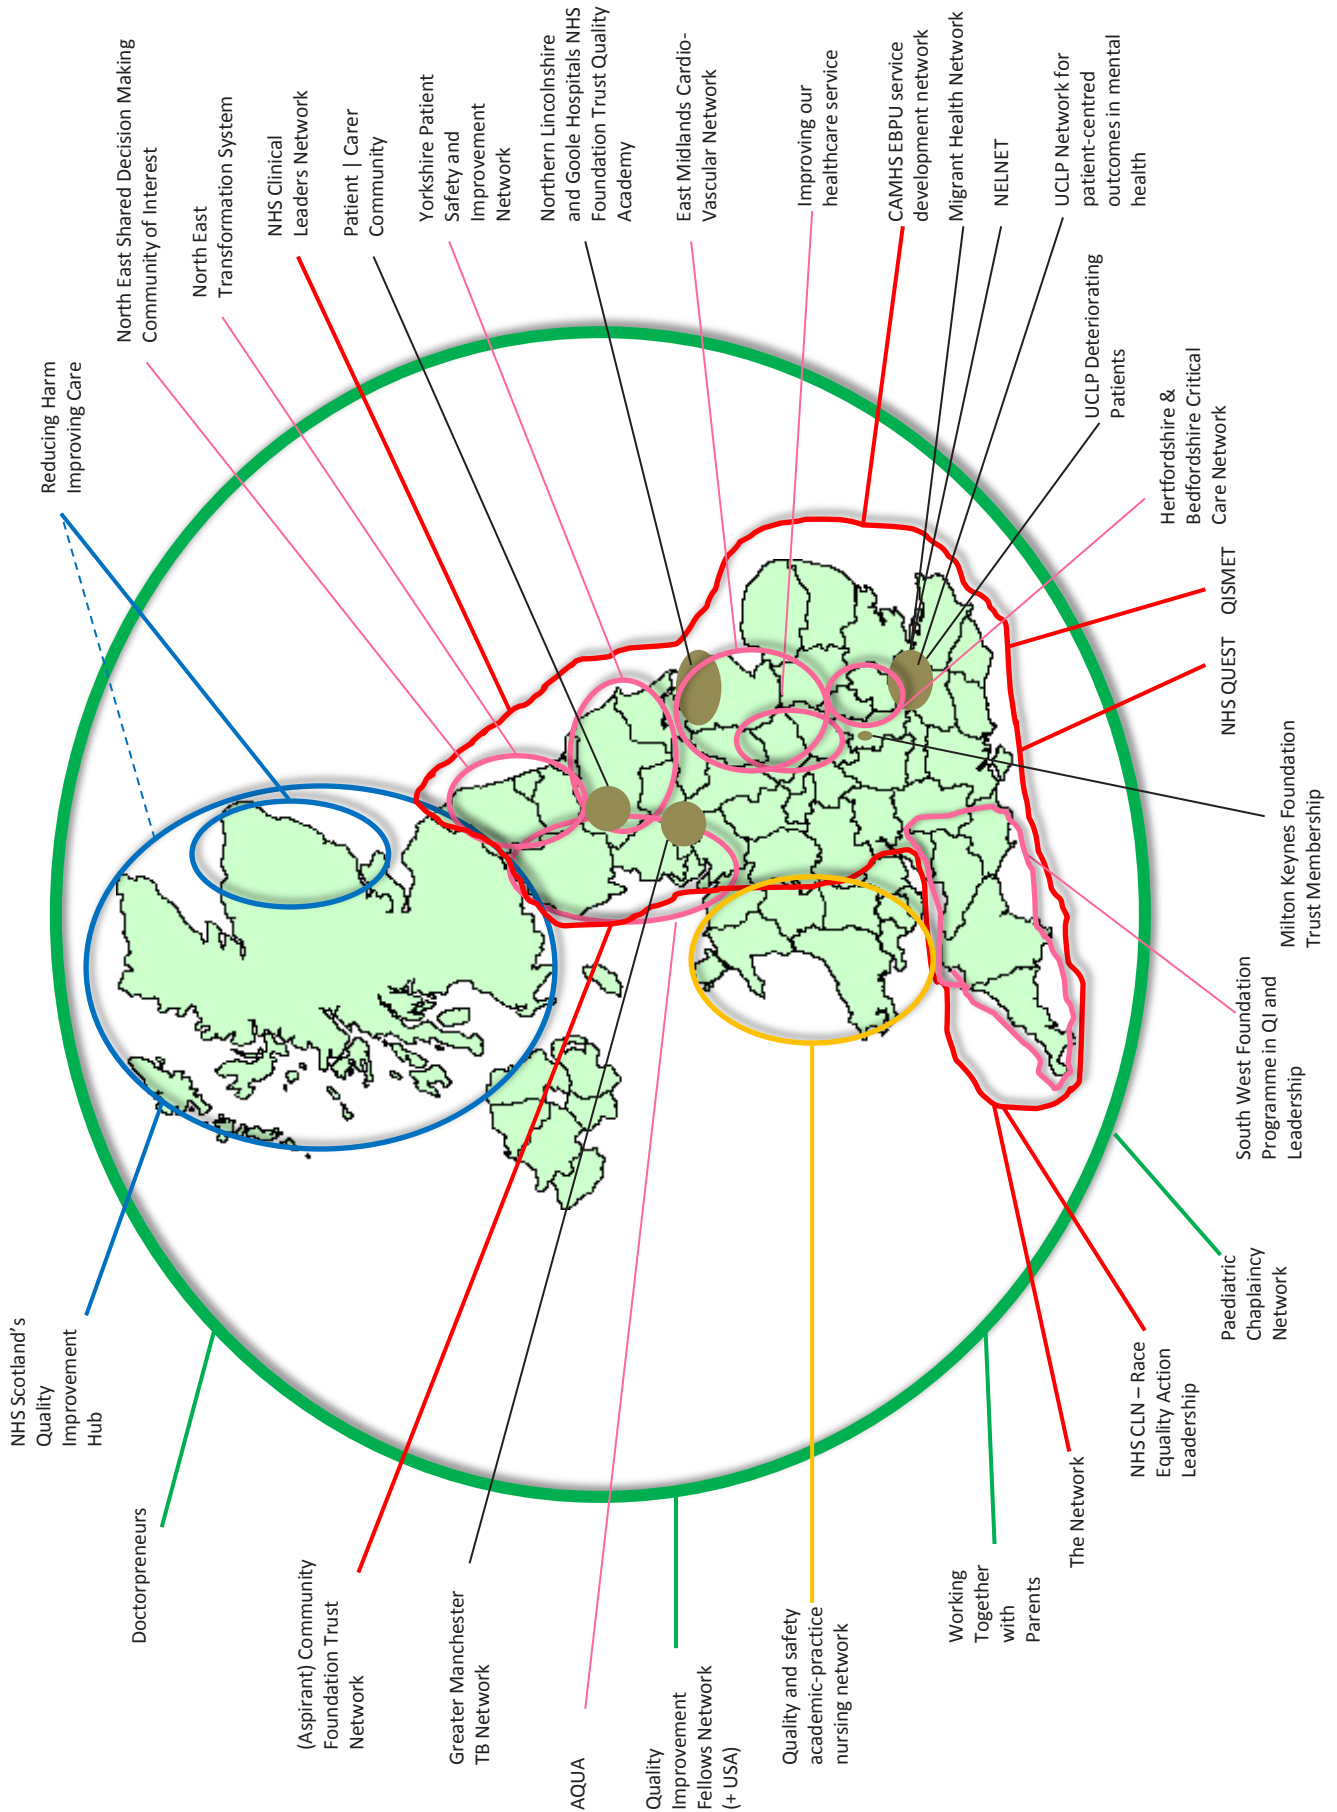 Reducing Harm
Improving Care
North East Shared Decision Making
Community of Interest
North East
Transformation System
NHS Clinical
Leaders Network
Patient | Carer
Community
Yorkshire Patient
Safety and
Improvement
Network
Northern Lincolnshire
and Goole Hospitals NHS
Foundation Trust Quality
Academy
East Midlands Cardio-
Vascular Network
Improving our
healthcare service
CAMHS EBPU service
development network
Migrant Health Network
NELNET
UCLP Network for
patient-centred
outcomes in mental
health
UCLP Deteriorating
Patients
Hertfordshire &
Bedfordshire Critical
Care Network
QISMET
NHS QUEST
Milton Keynes Foundation
Trust Membership
South West Foundation
Programme in QI and
Leadership
Paediatric
Chaplaincy
Network
NHS CLN – Race
Equality Action
Leadership
The Network
Working
Together
with
Parents
Quality and safety
academic-practice
nursing network
Quality
Improvement
Fellows Network
(+ USA)
AQUA
Greater Manchester
TB Network
(Aspirant) Community
Foundation Trust
Network
Doctorpreneurs
NHS Scotland's
Quality
Improvement
Hub